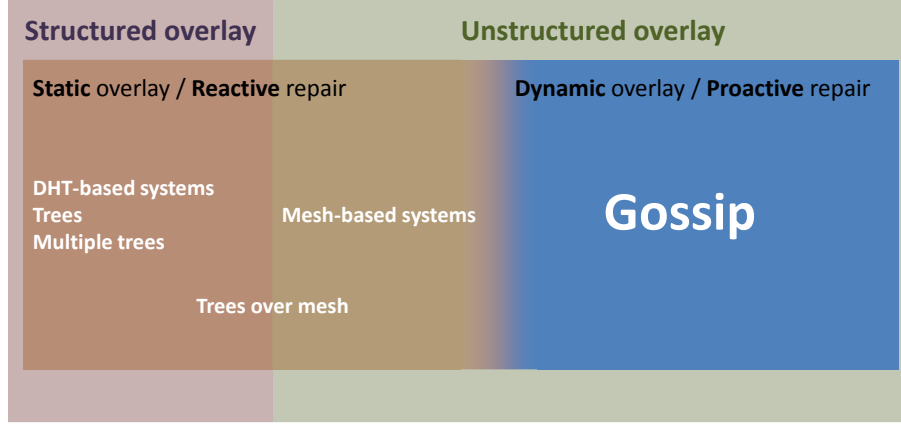 Structured overlay
Unstructured overlay
Static overlay / Reactive repair
Dynamic overlay / Proactive repair
DHT-based systems
Trees
Multiple trees
Mesh-based systems
Gossip
Trees over mesh